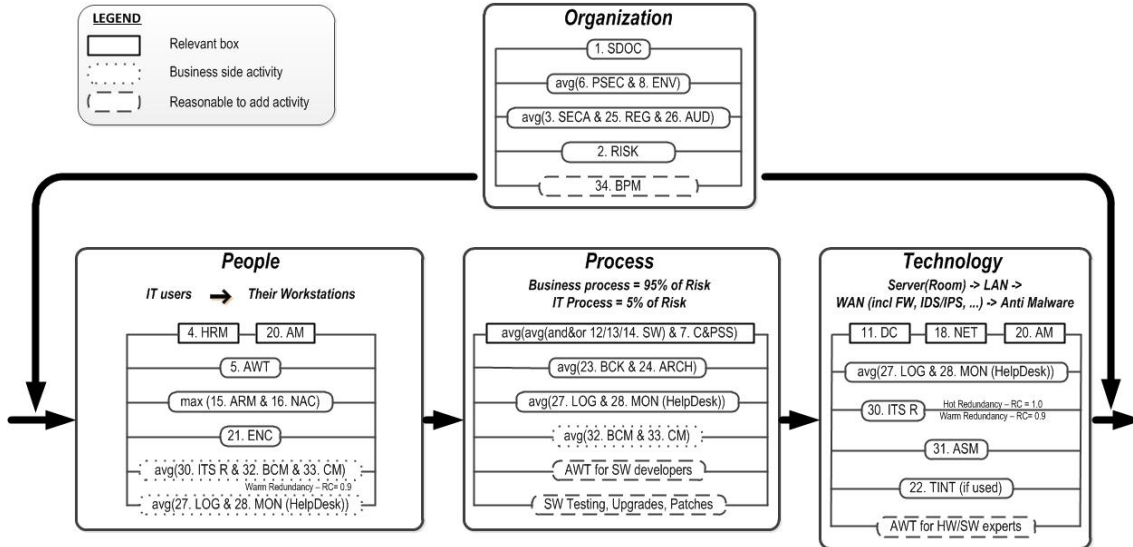 LEGEND
Relevant box
Business side activity
Reasonable to add activity
Organization
1. SDOC
avg(6. PSEC & 8. ENV)
avg(3. SECA & 25. REG & 26. AUD)
2. RISK
34. BPM
People
IT users
Their Workstations
4. HRM
20. AM
5. AWT
max (15. ARM & 16. NAC)
21. ENC
avg(30. ITS R & 32. BCM & 33. CM)
Warm Redundancy – RC= 0.9
avg(27. LOG & 28. MON (HelpDesk))
Process
Business process = 95% of Risk
IT Process = 5% of Risk
avg(avg(and&or 12/13/14. SW) & 7. C&PSS)
avg(23. BCK & 24. ARCH)
avg(27. LOG & 28. MON (HelpDesk))
avg(32. BCM & 33. CM)
AWT for SW developers
SW Testing, Upgrades, Patches
Technology
Server(Room) -> LAN ->
WAN (incl FW, IDS/IPS, ...) -> Anti Malware
11. DC
18. NET
20. AM
avg(27. LOG & 28. MON (HelpDesk))
30. ITS R
Hot Redundancy – RC = 1.0
Warm Redundancy – RC= 0.9
31. ASM
22. TINT (if used)
AWT for HW/SW experts